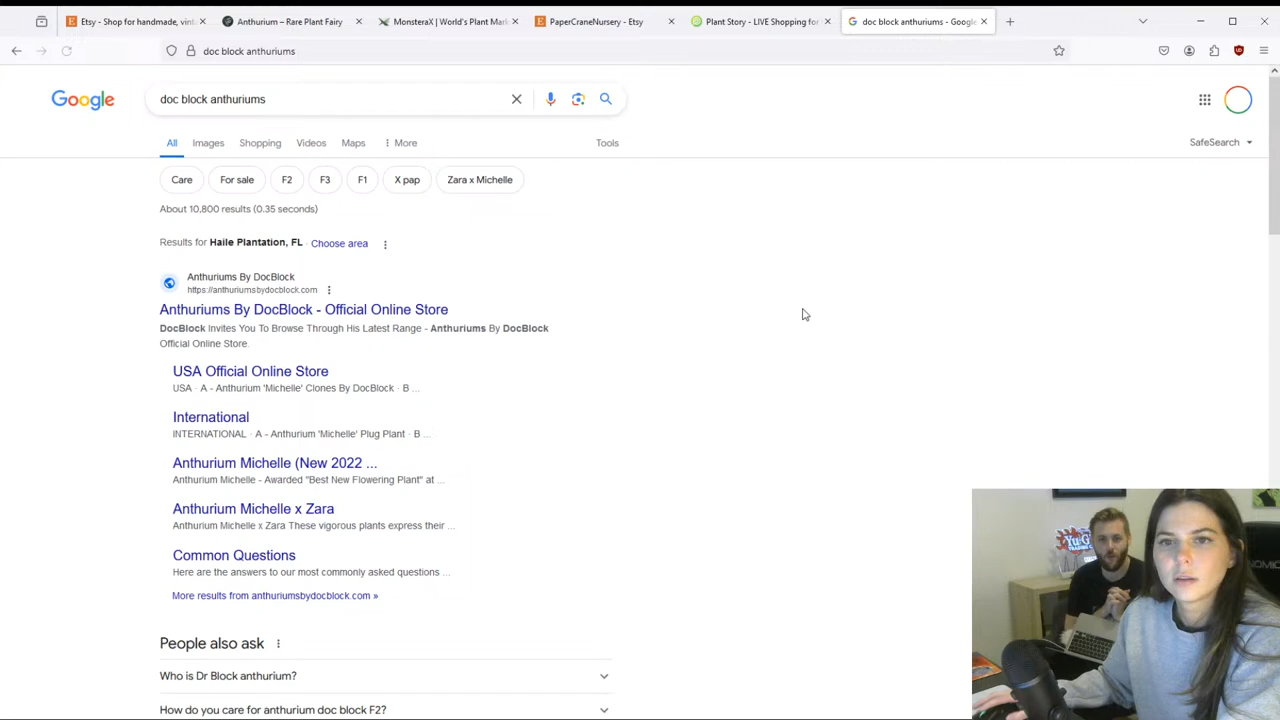 Etsy - Shop for handmade, vint
Anthurium – Rare Plant Fairy
MonsteraX | World's Plant Mark
PaperCraneNursery - Etsy
Plant Story - LIVE Shopping for
doc block anthuriums - Google
doc block anthuriums
Google
doc block anthuriums
All
Images
Shopping
Videos
Maps
More
Tools
SafeSearch
Care
For sale
F2
F3
F1
X pap
Zara x Michelle
About 10,800 results (0.35 seconds)
Results for Haile Plantation, FL · Choose area
Anthuriums By DocBlock
https://anthuriumsbydocblock.com
Anthuriums By DocBlock - Official Online Store
DocBlock Invites You To Browse Through His Latest Range - Anthuriums By DocBlock
Official Online Store.
USA Official Online Store
USA · A - Anthurium 'Michelle' Clones By DocBlock · B ...
International
INTERNATIONAL · A - Anthurium 'Michelle' Plug Plant · B ...
Anthurium Michelle (New 2022 ...
Anthurium Michelle - Awarded "Best New Flowering Plant" at ...
Anthurium Michelle x Zara
Anthurium Michelle x Zara These vigorous plants express their ...
Common Questions
Here are the answers to our most commonly asked questions ...
More results from anthuriumsbydocblock.com »
People also ask
Who is Dr Block anthurium?
How do you care for anthurium doc block F2?